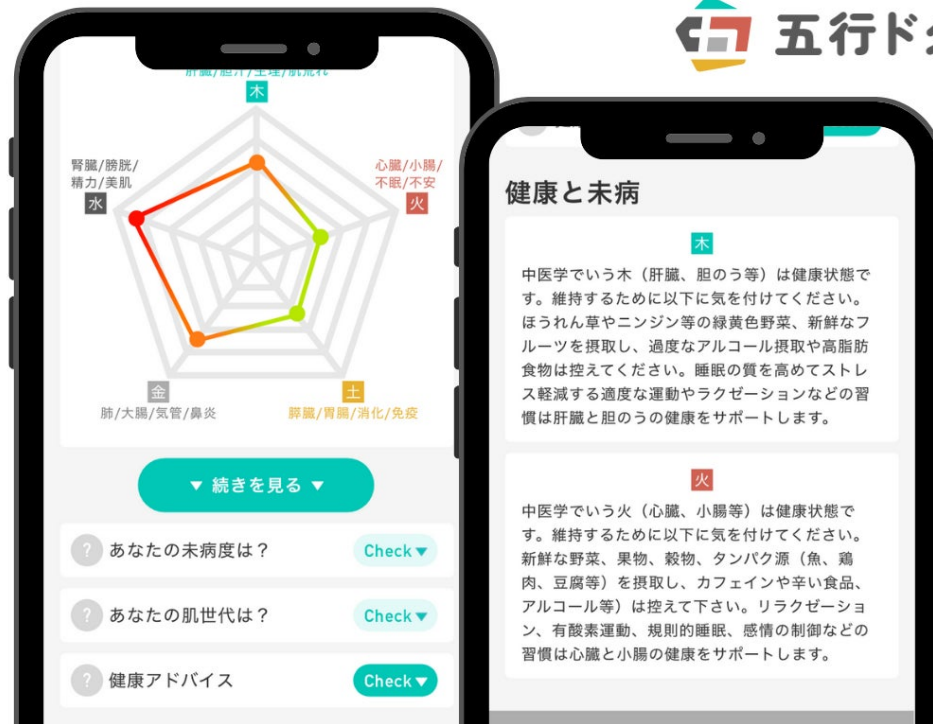 五行ドク
肝臓/胆汁/生理/肌荒れ
木
腎臓/膀胱/
精力/美肌
水
心臓/小腸/
不眠/不安
火
金
肺/大腸/気管/鼻炎
土
膵臓/胃腸/消化/免疫
▼ 続きを見る ▼
? あなたの未病度は？ Check▼
? あなたの肌世代は？ Check▼
? 健康アドバイス Check▼
健康と未病
木
中医学でいう木（肝臓、胆のう等）は健康状態で
す。維持するために以下に気を付けてください。
ほうれん草やニンジン等の緑黄色野菜、新鮮なフ
ルーツを摂取し、過度なアルコール摂取や高脂肪
食物は控えてください。睡眠の質を高めてストレ
ス軽減する適度な運動やラクゼーションなどの習
慣は肝臓と胆のうの健康をサポートします。
火
中医学でいう火（心臓、小腸等）は健康状態で
す。維持するために以下に気を付けてください。
新鮮な野菜、果物、穀物、タンパク源（魚、鶏
肉、豆腐等）を摂取し、カフェインや辛い食品、
アルコール等）は控えて下さい。リラクゼーショ
ン、有酸素運動、規則的睡眠、感情の制御などの
習慣は心臓と小腸の健康をサポートします。